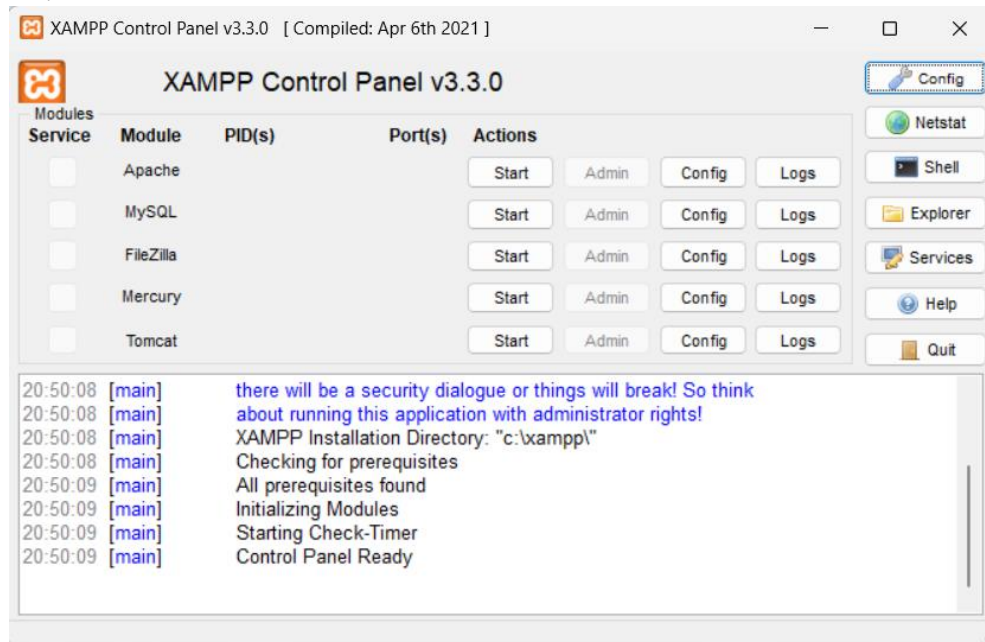 XAMPP Control Panel v3.3.0 [ Compiled: Apr 6th 2021 ]
XAMPP Control Panel v3.3.0
Config
Modules
Netstat
Service Module PID(s) Port(s) Actions
Apache Start Admin Config Logs
Shell
MySQL Start Admin Config Logs
Explorer
FileZilla Start Admin Config Logs
Services
Mercury Start Admin Config Logs
Help
Tomcat Start Admin Config Logs
Quit
20:50:08 [main] there will be a security dialogue or things will break! So think
20:50:08 [main] about running this application with administrator rights!
20:50:08 [main] XAMPP Installation Directory: "c:\xampp\"
20:50:08 [main] Checking for prerequisites
20:50:09 [main] All prerequisites found
20:50:09 [main] Initializing Modules
20:50:09 [main] Starting Check-Timer
20:50:09 [main] Control Panel Ready